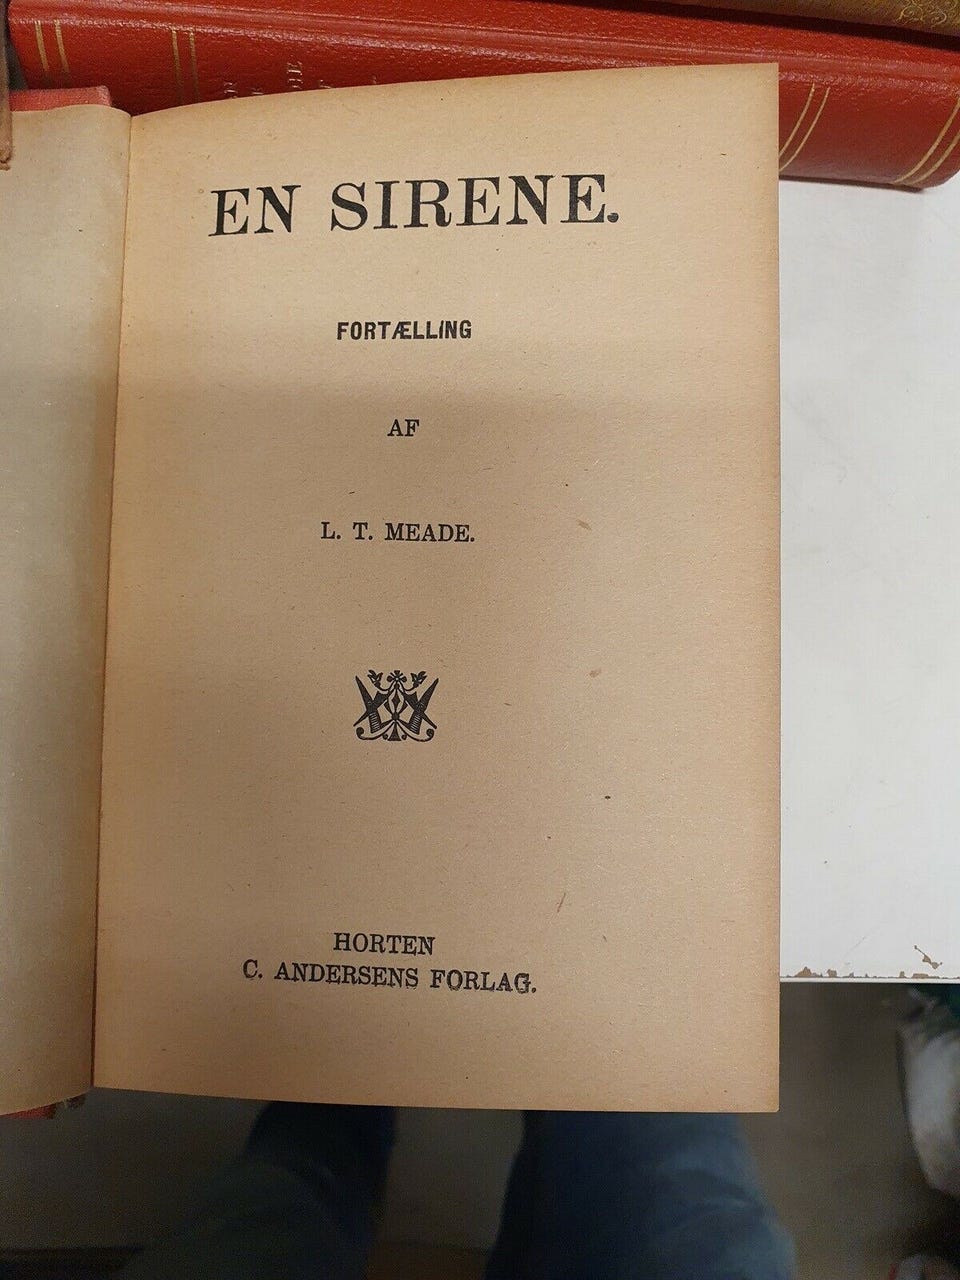 EN SIRENE.
FORTÆLLING
AF
L. T. MEADE.
HORTEN
C. ANDERSENS FORLAG.